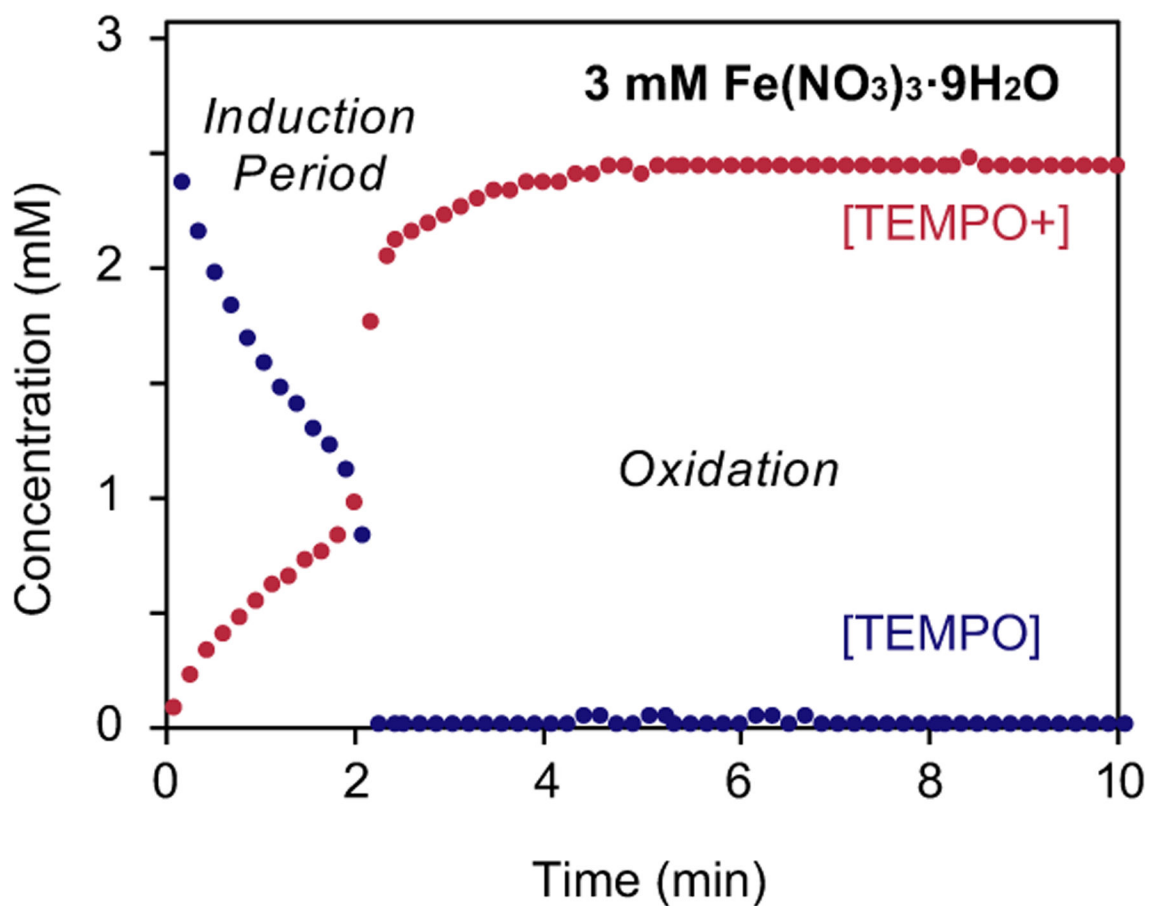 3 mM Fe(NO3)3·9H2O
Induction
Period
[TEMPO+]
Oxidation
[TEMPO]
Concentration (mM)
3
2
1
0
0 2 4 6 8 10
Time (min)